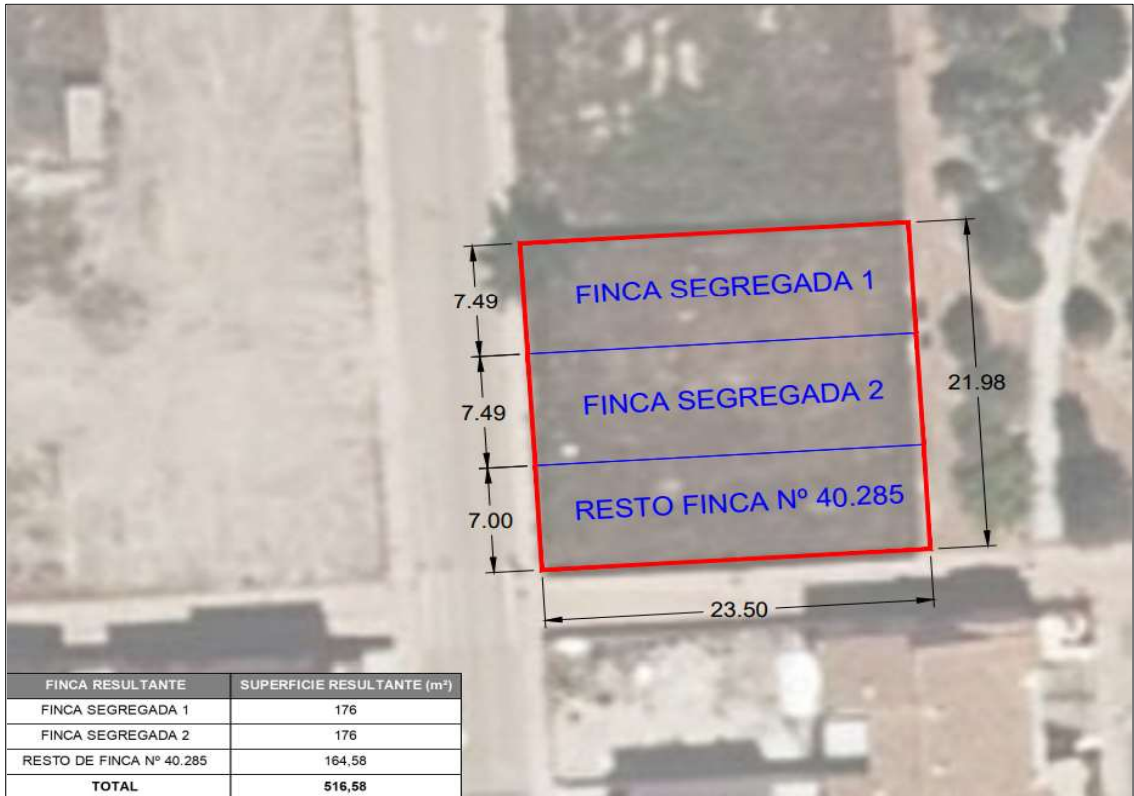 FINCA SEGREGADA 1
7.49
FINCA SEGREGADA 2
21.98
7.49
RESTO FINCA Nº 40.285
7.00
23.50
FINCA RESULTANTE SUPERFICIE RESULTANTE (m²)
FINCA SEGREGADA 1 176
FINCA SEGREGADA 2 176
RESTO DE FINCA Nº 40.285 164,58
TOTAL 516,58